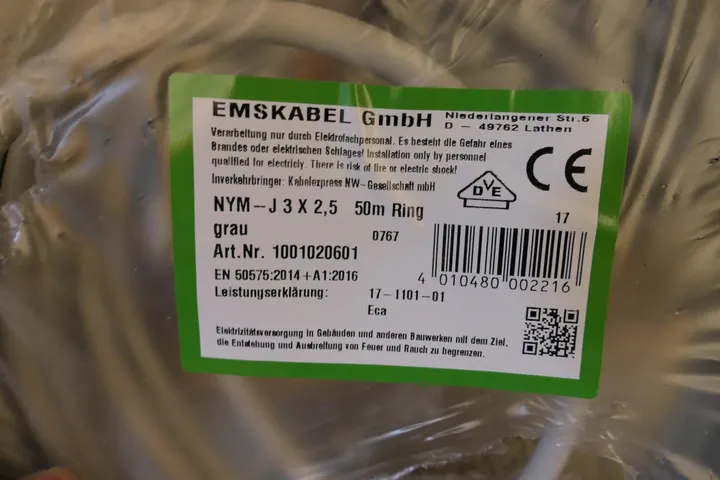 EMSKABEL GmbH
Niederlangener Str.6
D – 49762 Lathen
Verarbeitung nur durch Elektrofachpersonal. Es besteht die Gefahr eines
Brandes oder elektrischen Schlages! Installation only by personnel
qualified for electricly. There is risk of fire or electric shock!
Inverkehrbringer: Kabelexpress NW–Gesellschaft mbH
DVE
CE
NYM–J 3 X 2,5 50m Ring
17
grau
0767
Art.Nr. 1001020601
EN 50575:2014+A1:2016
4 010480 002216
Leistungserklärung: 17–1101–01
Eca
Elektrizitätsversorgung in Gebäuden und anderen Bauwerken mit dem Ziel,
die Entstehung und Ausbreitung von Feuer und Rauch zu begrenzen.